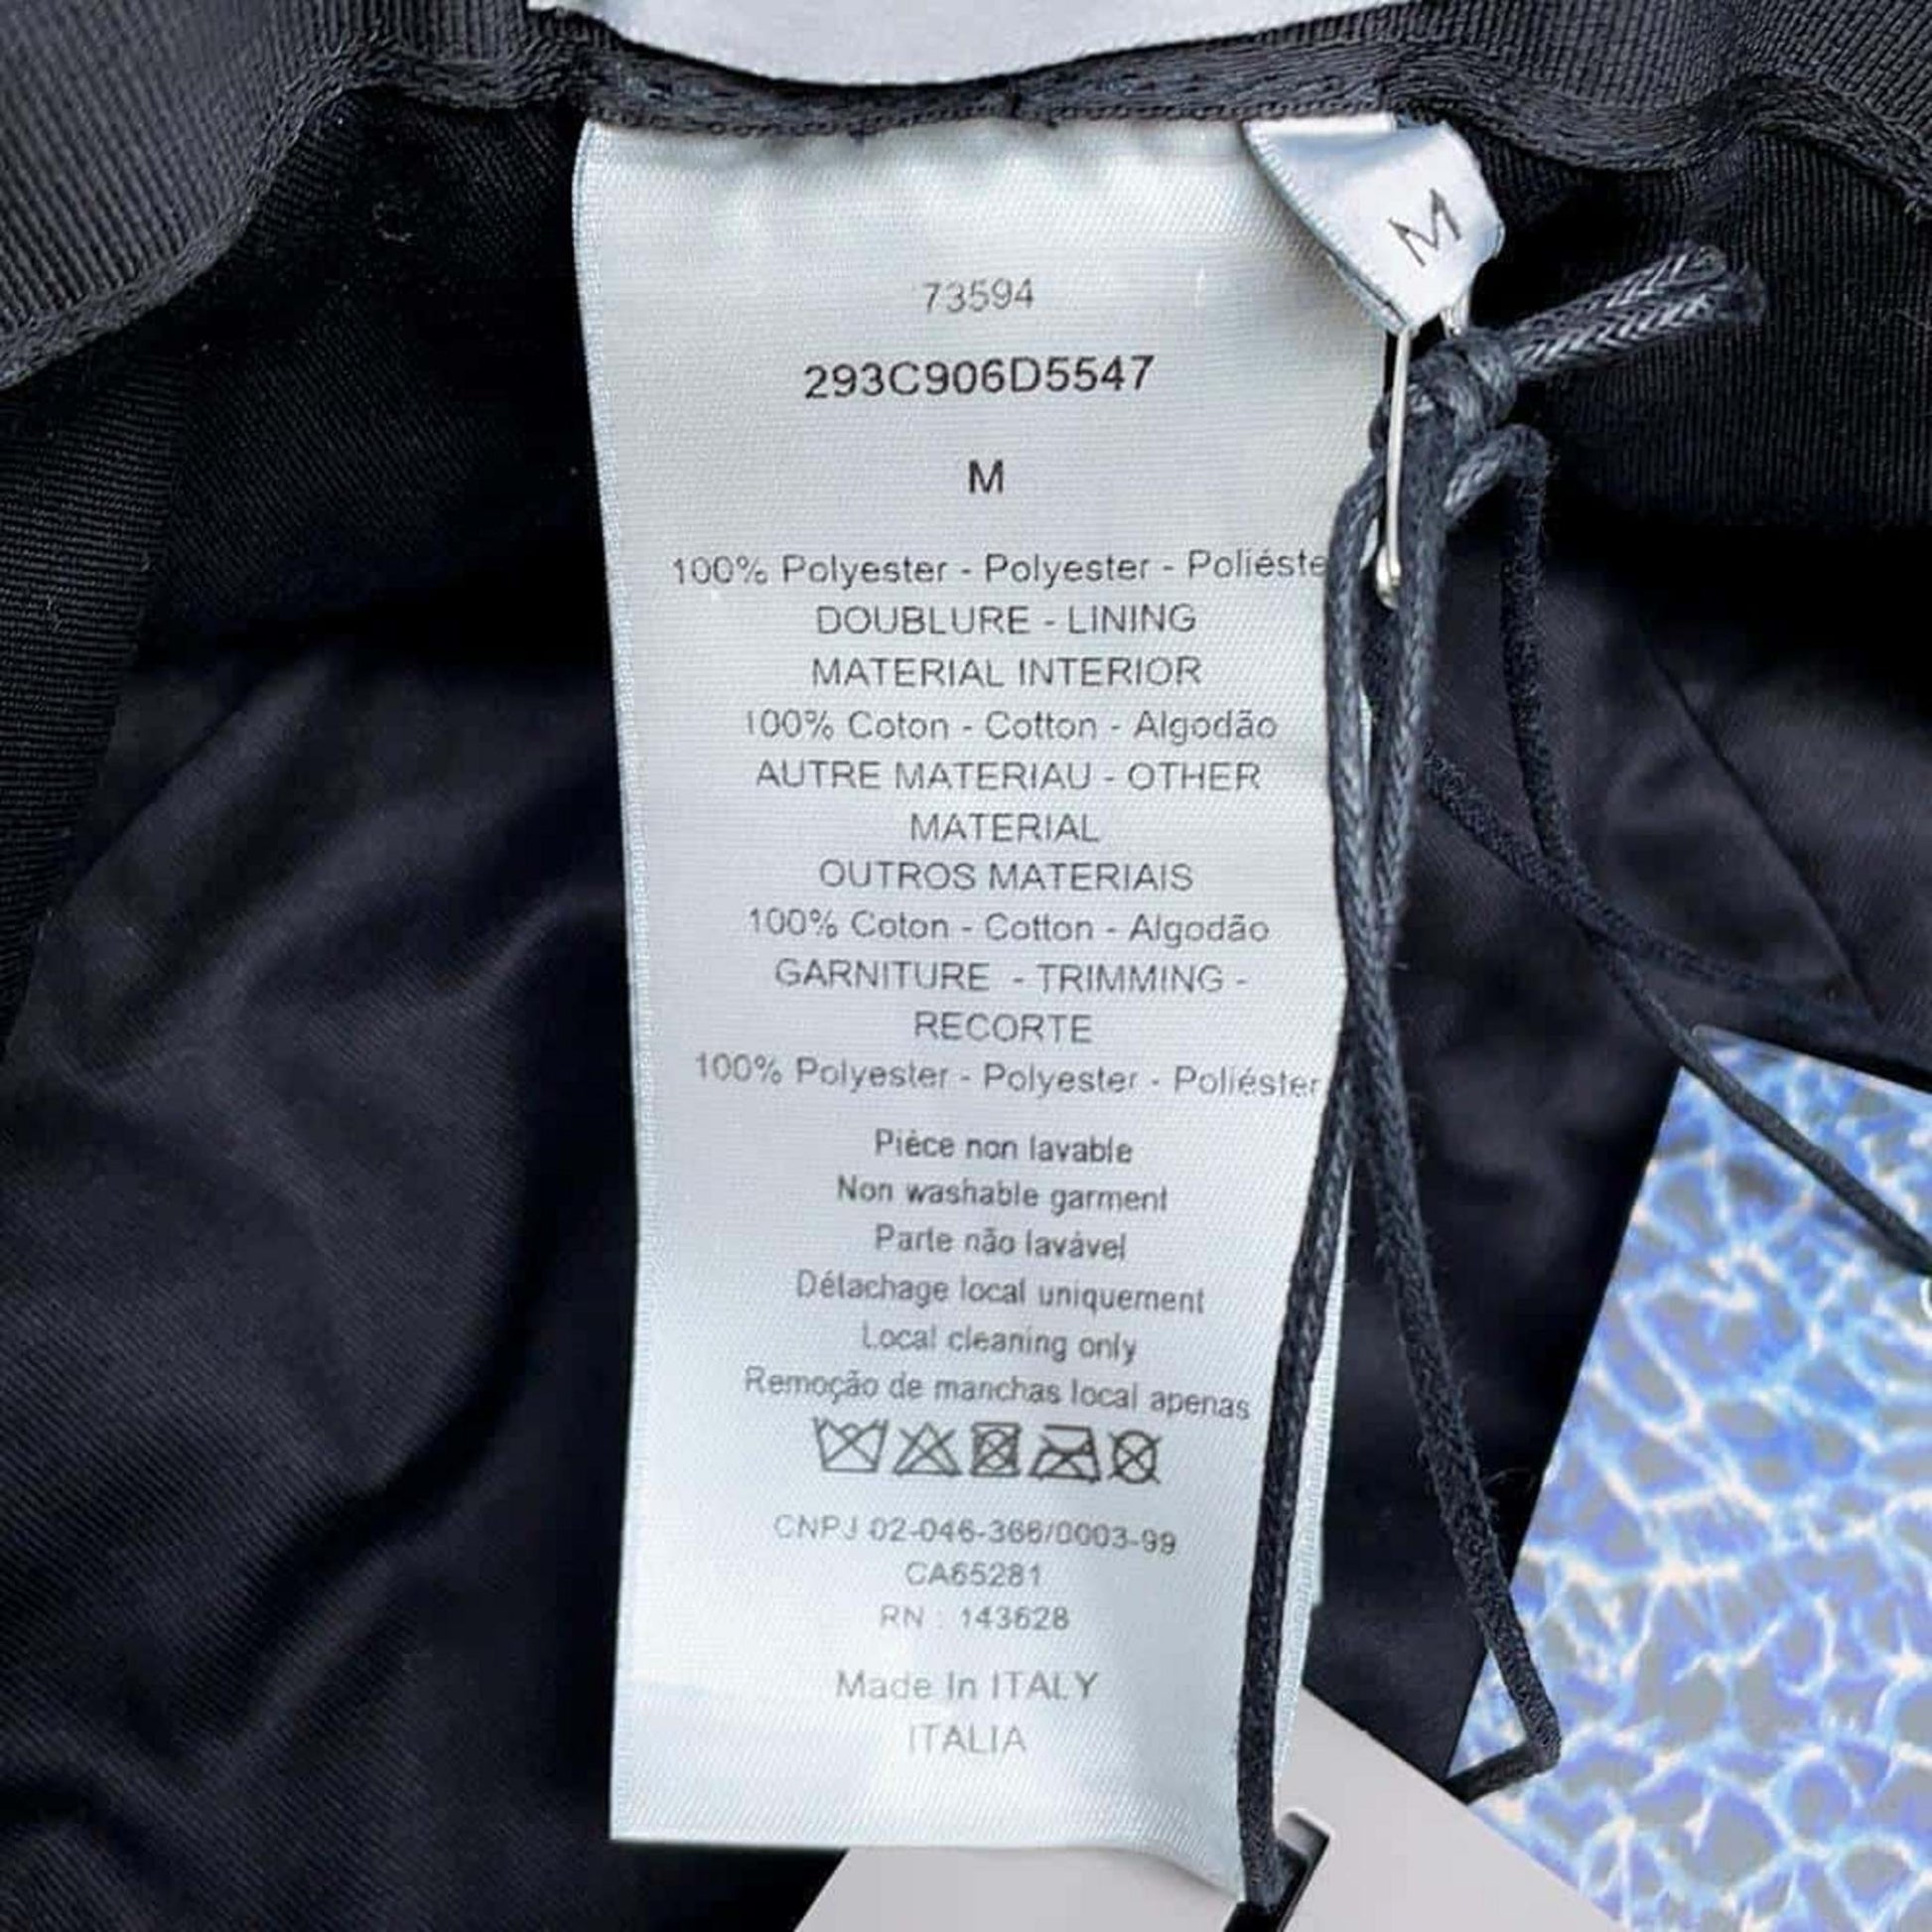 M
73594
293C906D5547
M
100% Polyester - Polyester - Polieste
DOUBLURE - LINING
MATERIAL INTERIOR
100% Coton - Cotton - Algodão
AUTRE MATERIAU - OTHER
MATERIAL
OUTROS MATERIAIS
100% Coton - Cotton - Algodão
GARNITURE - TRIMMING -
RECORTE
100% Polyester - Polyester - Poliéster
Pièce non lavable
Non washable garment
Parte não lavável
Détachage local uniquement
Local cleaning only
Remoção de manchas local apenas
CNPJ 02-046-366/0003-99
CA65281
RN : 143628
Made In ITALY
ITALIA